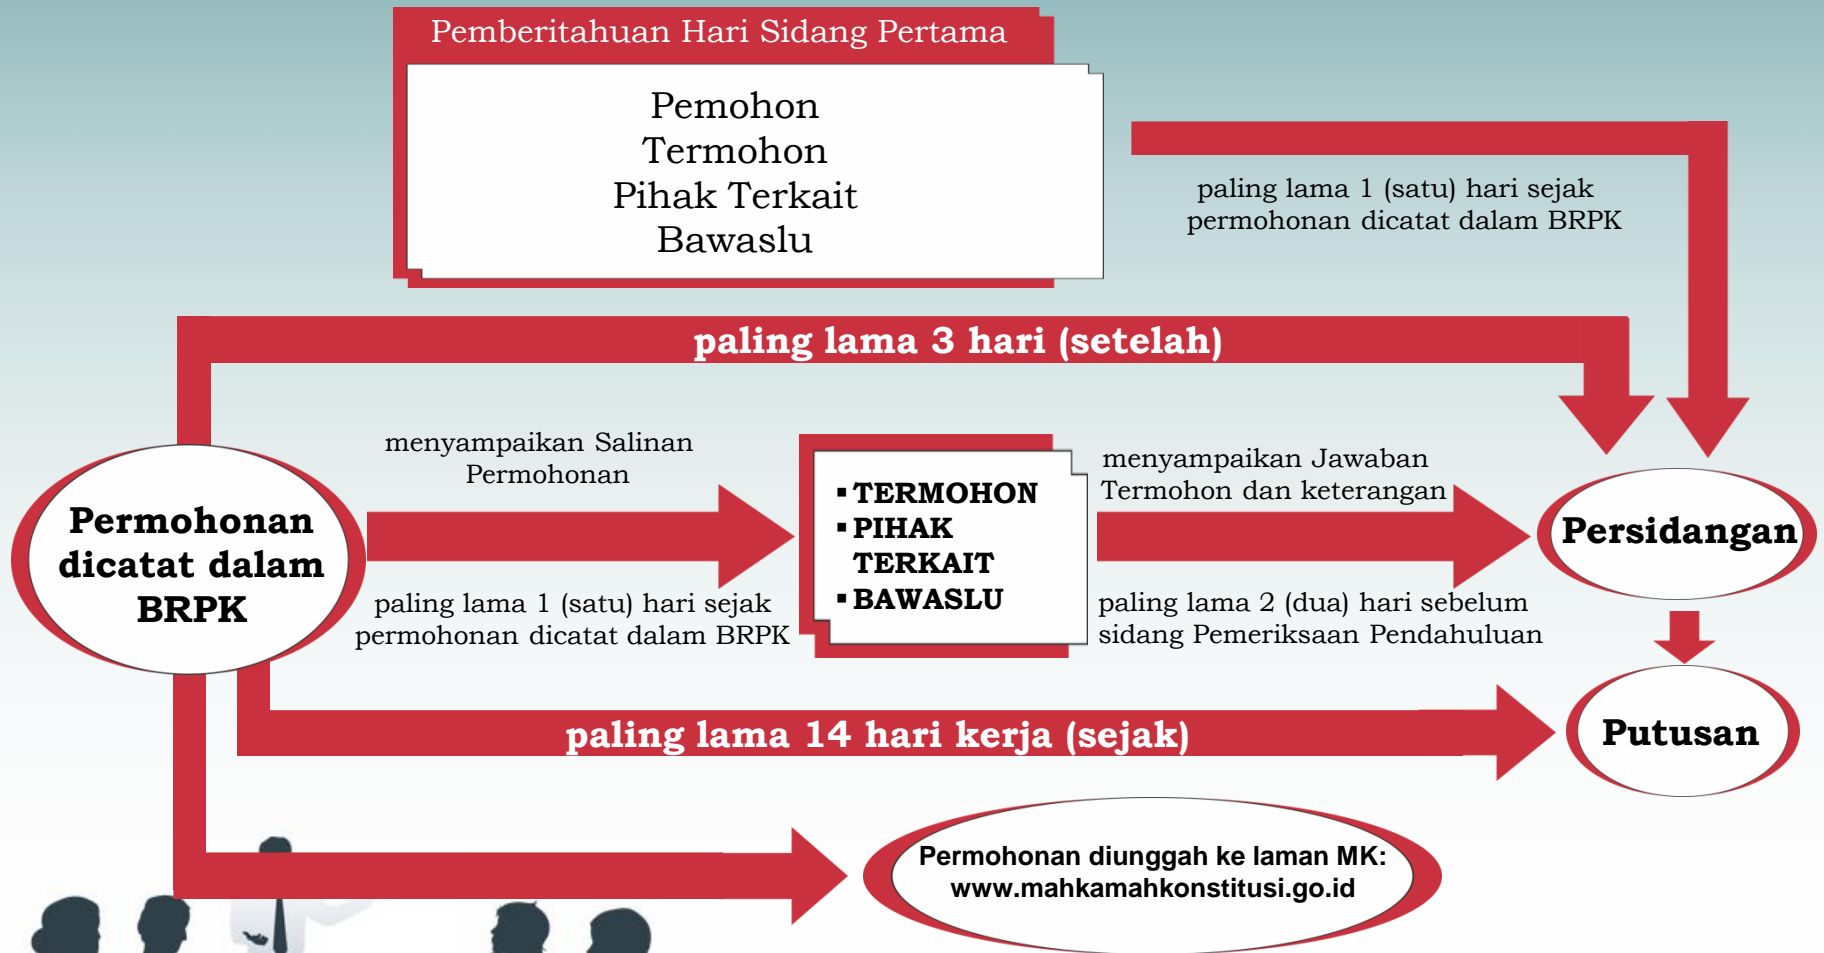 Pemberitahuan Hari Sidang Pertama
Pemohon
Termohon
Pihak Terkait
Bawaslu
paling lama 1 (satu) hari sejak
permohonan dicatat dalam BRPK
paling lama 3 hari (setelah)
Permohonan
dicatat dalam
BRPK
menyampaikan Salinan
Permohonan
paling lama 1 (satu) hari sejak
permohonan dicatat dalam BRPK
▪ TERMOHON
▪ PIHAK
TERKAIT
▪ BAWASLU
menyampaikan Jawaban
Termohon dan keterangan
paling lama 2 (dua) hari sebelum
sidang Pemeriksaan Pendahuluan
Persidangan
paling lama 14 hari kerja (sejak)
Putusan
Permohonan diunggah ke laman MK:
www.mahkamahkonstitusi.go.id